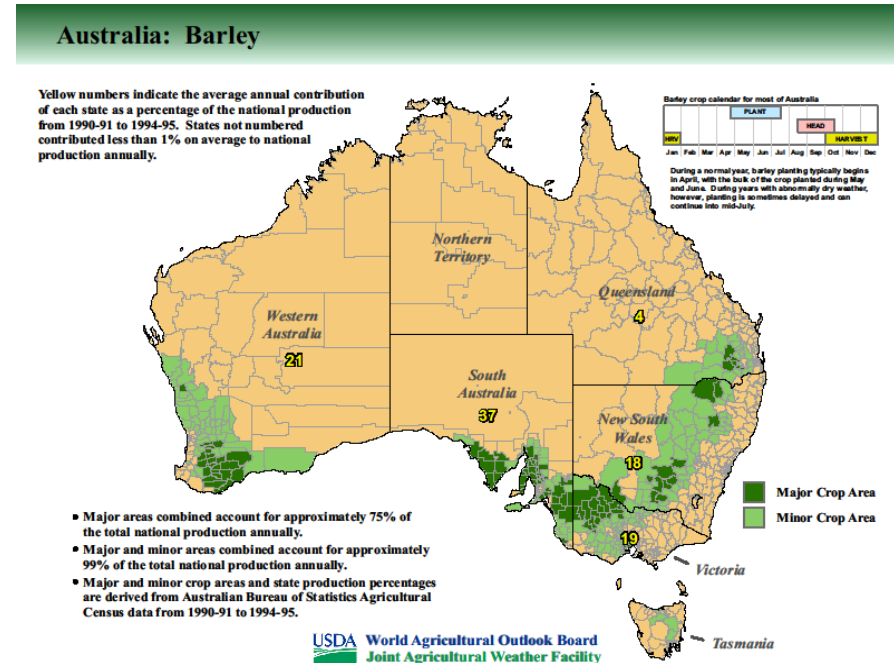 Australia: Barley
Yellow numbers indicate the average annual contribution
of each state as a percentage of the national production
from 1990-91 to 1994-95. States not numbered
contributed less than 1% on average to national
production annually.
Barley crop calendar for most of Australia
PLANT
HEAD
HRV
HARVEST
Jan Feb Mar Apr May Jun Jul Aug Sep Oct Nov Dec
During a normal year, barley planting typically begins
in April, with the bulk of the crop planted during May
and June. During years with abnormally dry weather,
however, planting is sometimes delayed and can
continue into mid-July.
Northern
Territory
Queensland
4
Western
Australia
21
South
Australia
37
New South
Wales
18
19
Victoria
Tasmania
Major Crop Area
Minor Crop Area
• Major areas combined account for approximately 75% of
the total national production annually.
• Major and minor areas combined account for approximately
99% of the total national production annually.
• Major and minor crop areas and state production percentages
are derived from Australian Bureau of Statistics Agricultural
Census data from 1990-91 to 1994-95.
USDA World Agricultural Outlook Board
Joint Agricultural Weather Facility